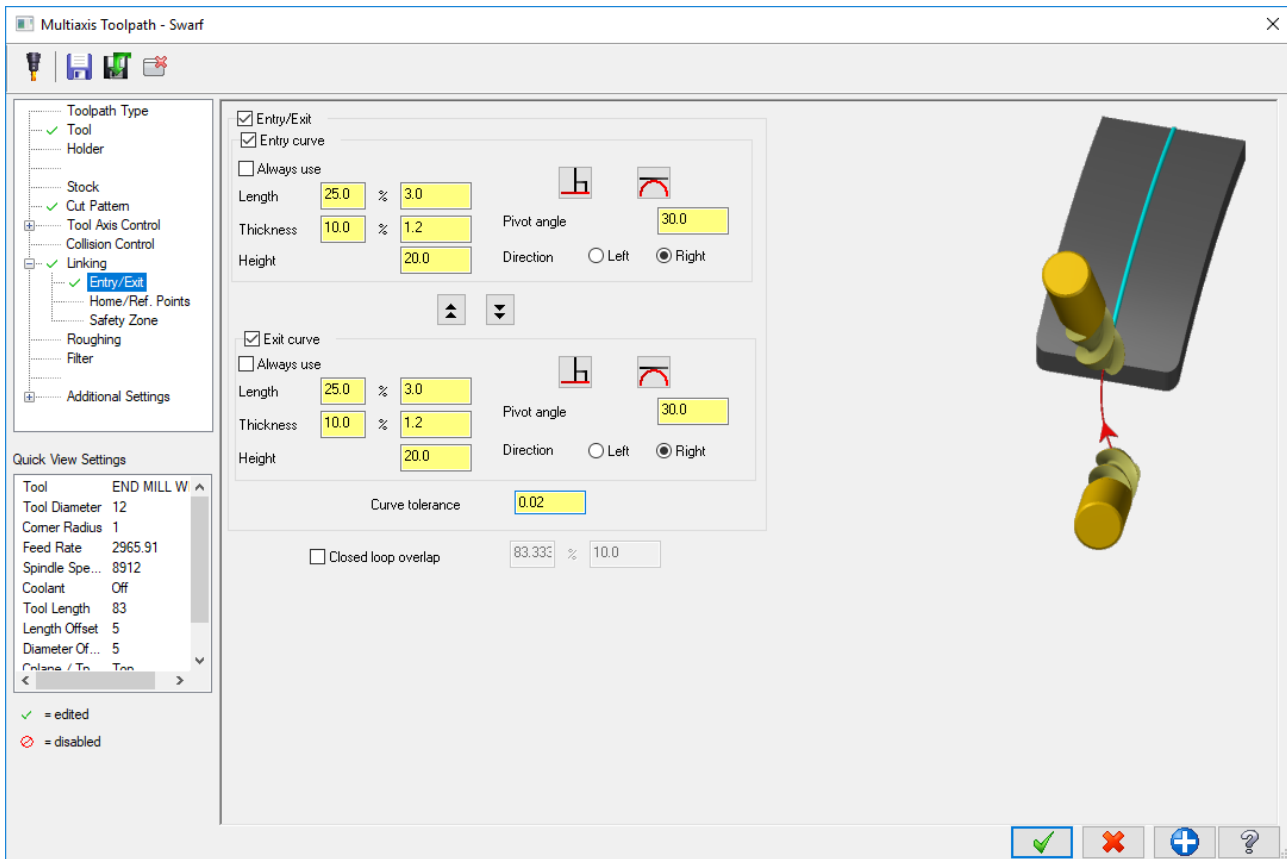 Multiaxis Toolpath - Swarf
Toolpath Type
Tool
Holder
Stock
Cut Pattern
Tool Axis Control
Collision Control
Linking
Entry/Exit
Home/Ref. Points
Safety Zone
Roughing
Filter
Additional Settings
Quick View Settings
Tool END MILL W
Tool Diameter 12
Corner Radius 1
Feed Rate 2965.91
Spindle Spe... 8912
Coolant Off
Tool Length 83
Length Offset 5
Diameter Of... 5
Cplane / Tp Top
= edited
= disabled
Entry/Exit
Entry curve
Always use
Length 25.0 % 3.0
Thickness 10.0 % 1.2
Height 20.0
Pivot angle 30.0
Direction Left Right
Exit curve
Always use
Length 25.0 % 3.0
Thickness 10.0 % 1.2
Height 20.0
Pivot angle 30.0
Direction Left Right
Curve tolerance 0.02
Closed loop overlap 83.333 % 10.0